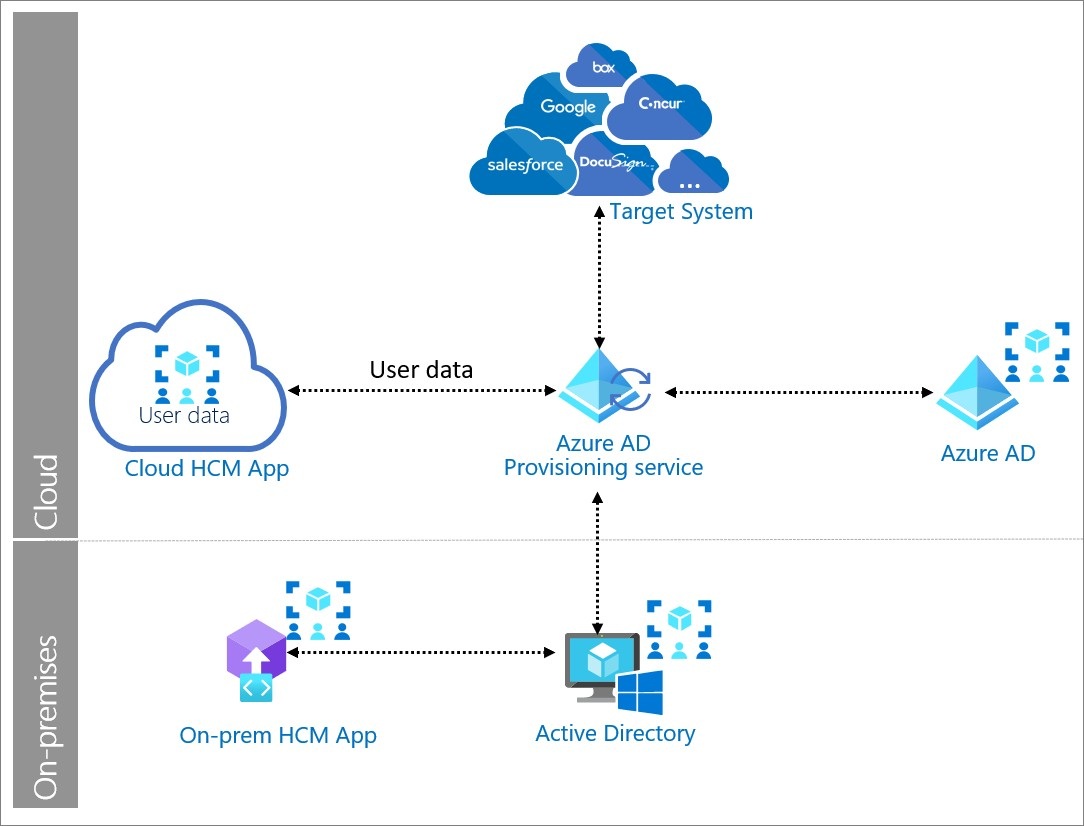 box
Google
C•ncur
salesforce
DocuSign
...
Target System
User data
User data
Cloud HCM App
Azure AD
Provisioning service
Azure AD
Cloud
On-prem HCM App
Active Directory
On-premises